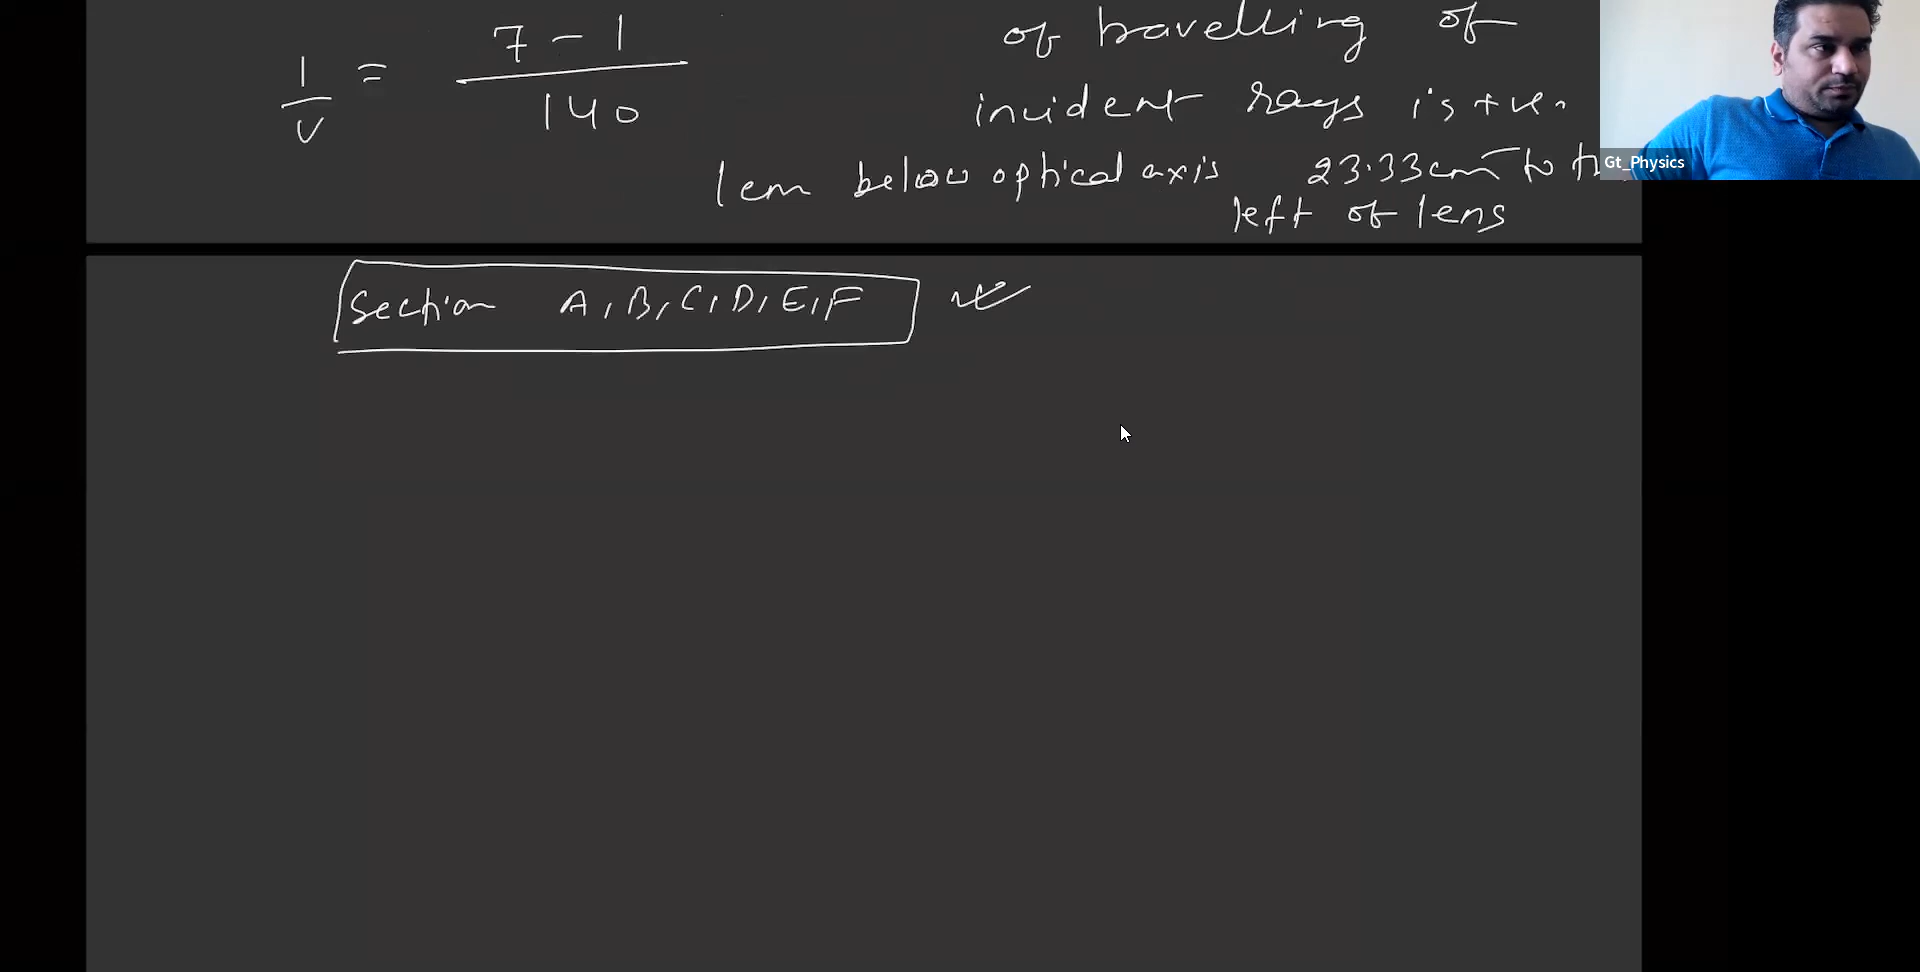 1/v = 7 - 1 / 140
of travelling of
incident rays is +ve.
1cm below optical axis 23.33cm to
left of lens
Gt_Physics
Section A, B, C, D, E, F